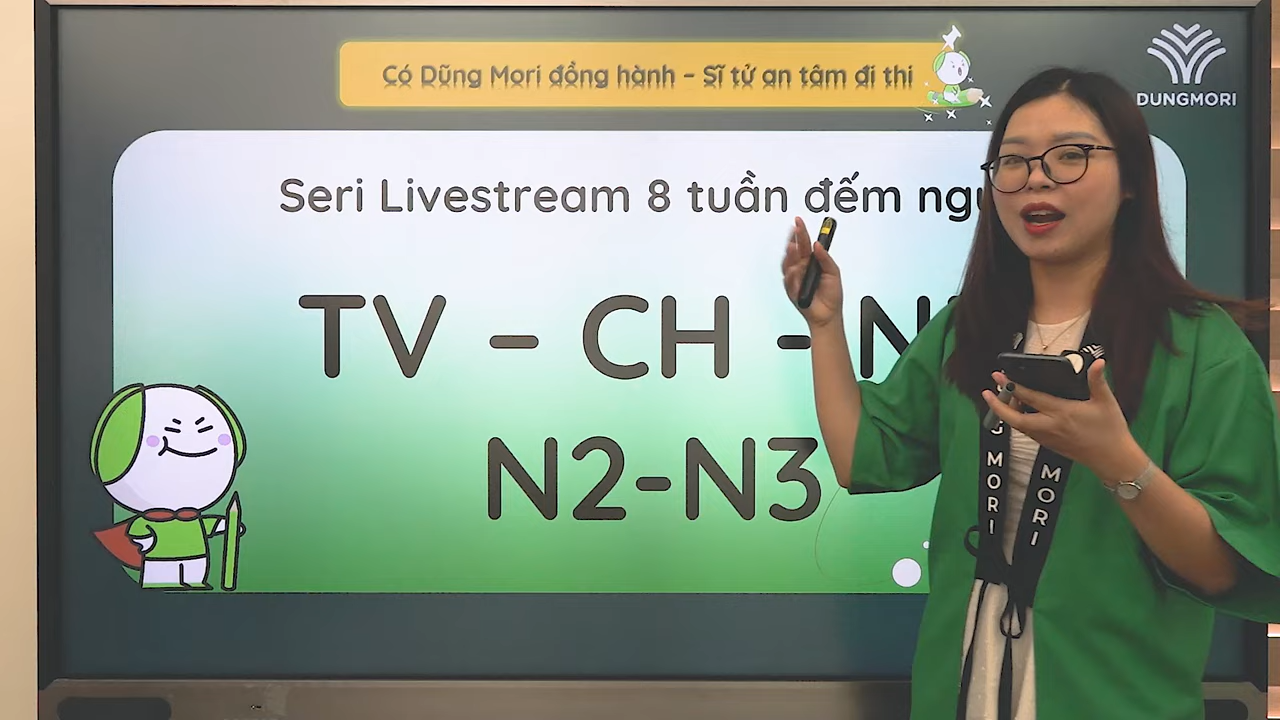 Có Dũng Mori đồng hành - Sĩ tử an tâm đi thi
DUNGMORI
Seri Livestream 8 tuần đếm
TV - CH -
N2-N3
MORI
MORI